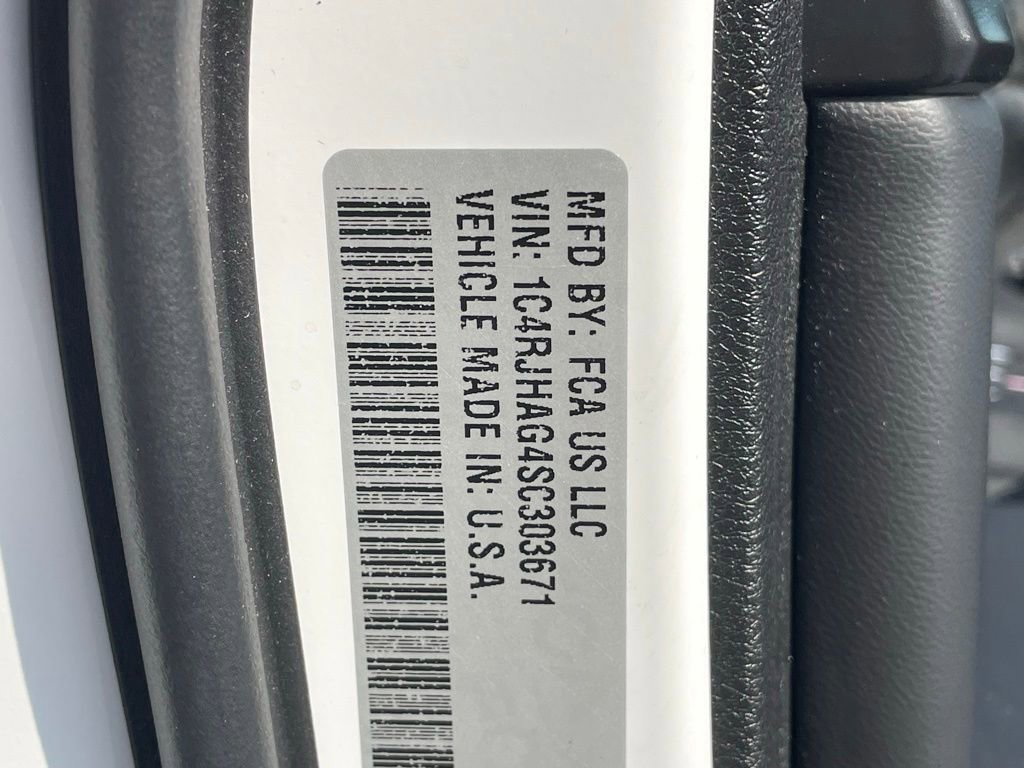 MFD BY: FCA US LLC
VIN: 1C4RJHAG4SC303671
VEHICLE MADE IN: U.S.A.